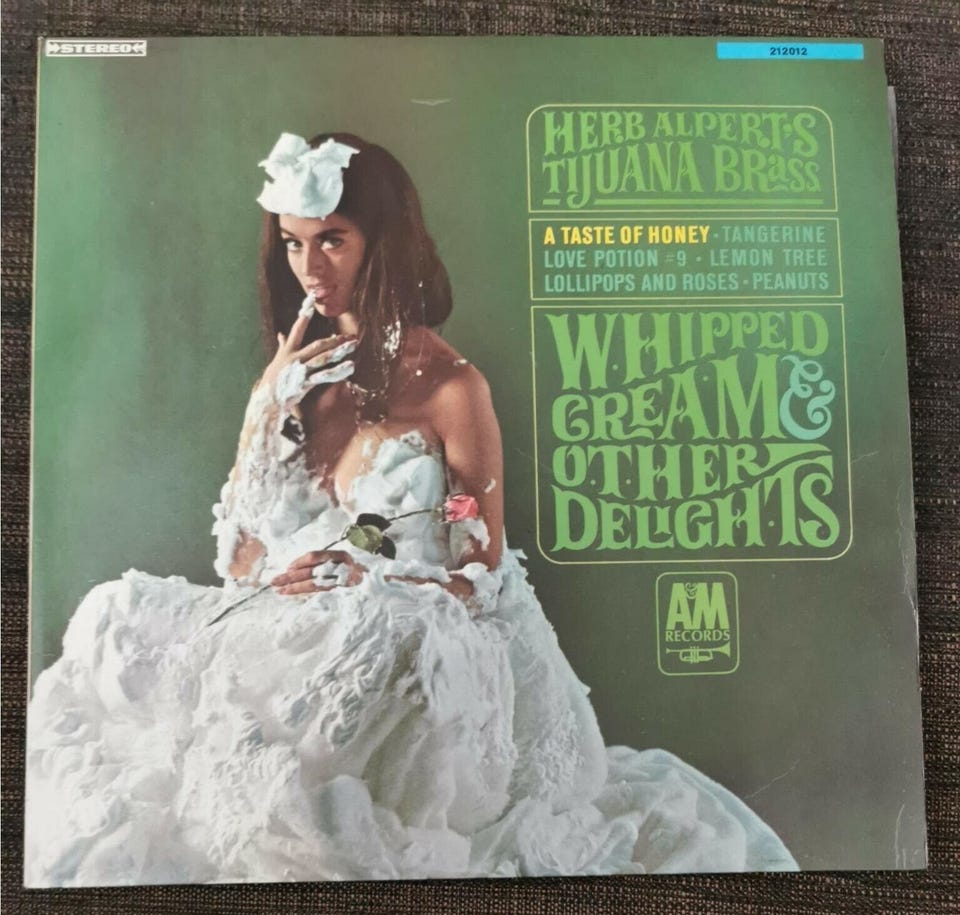 STEREO
212012
HERB ALPERT'S
TIJUANA BRASS
A TASTE OF HONEY • TANGERINE
LOVE POTION #9 • LEMON TREE
LOLLIPOPS AND ROSES • PEANUTS
WHIPPED
CREAM &
OTHER
DELIGHTS
A&M
RECORDS